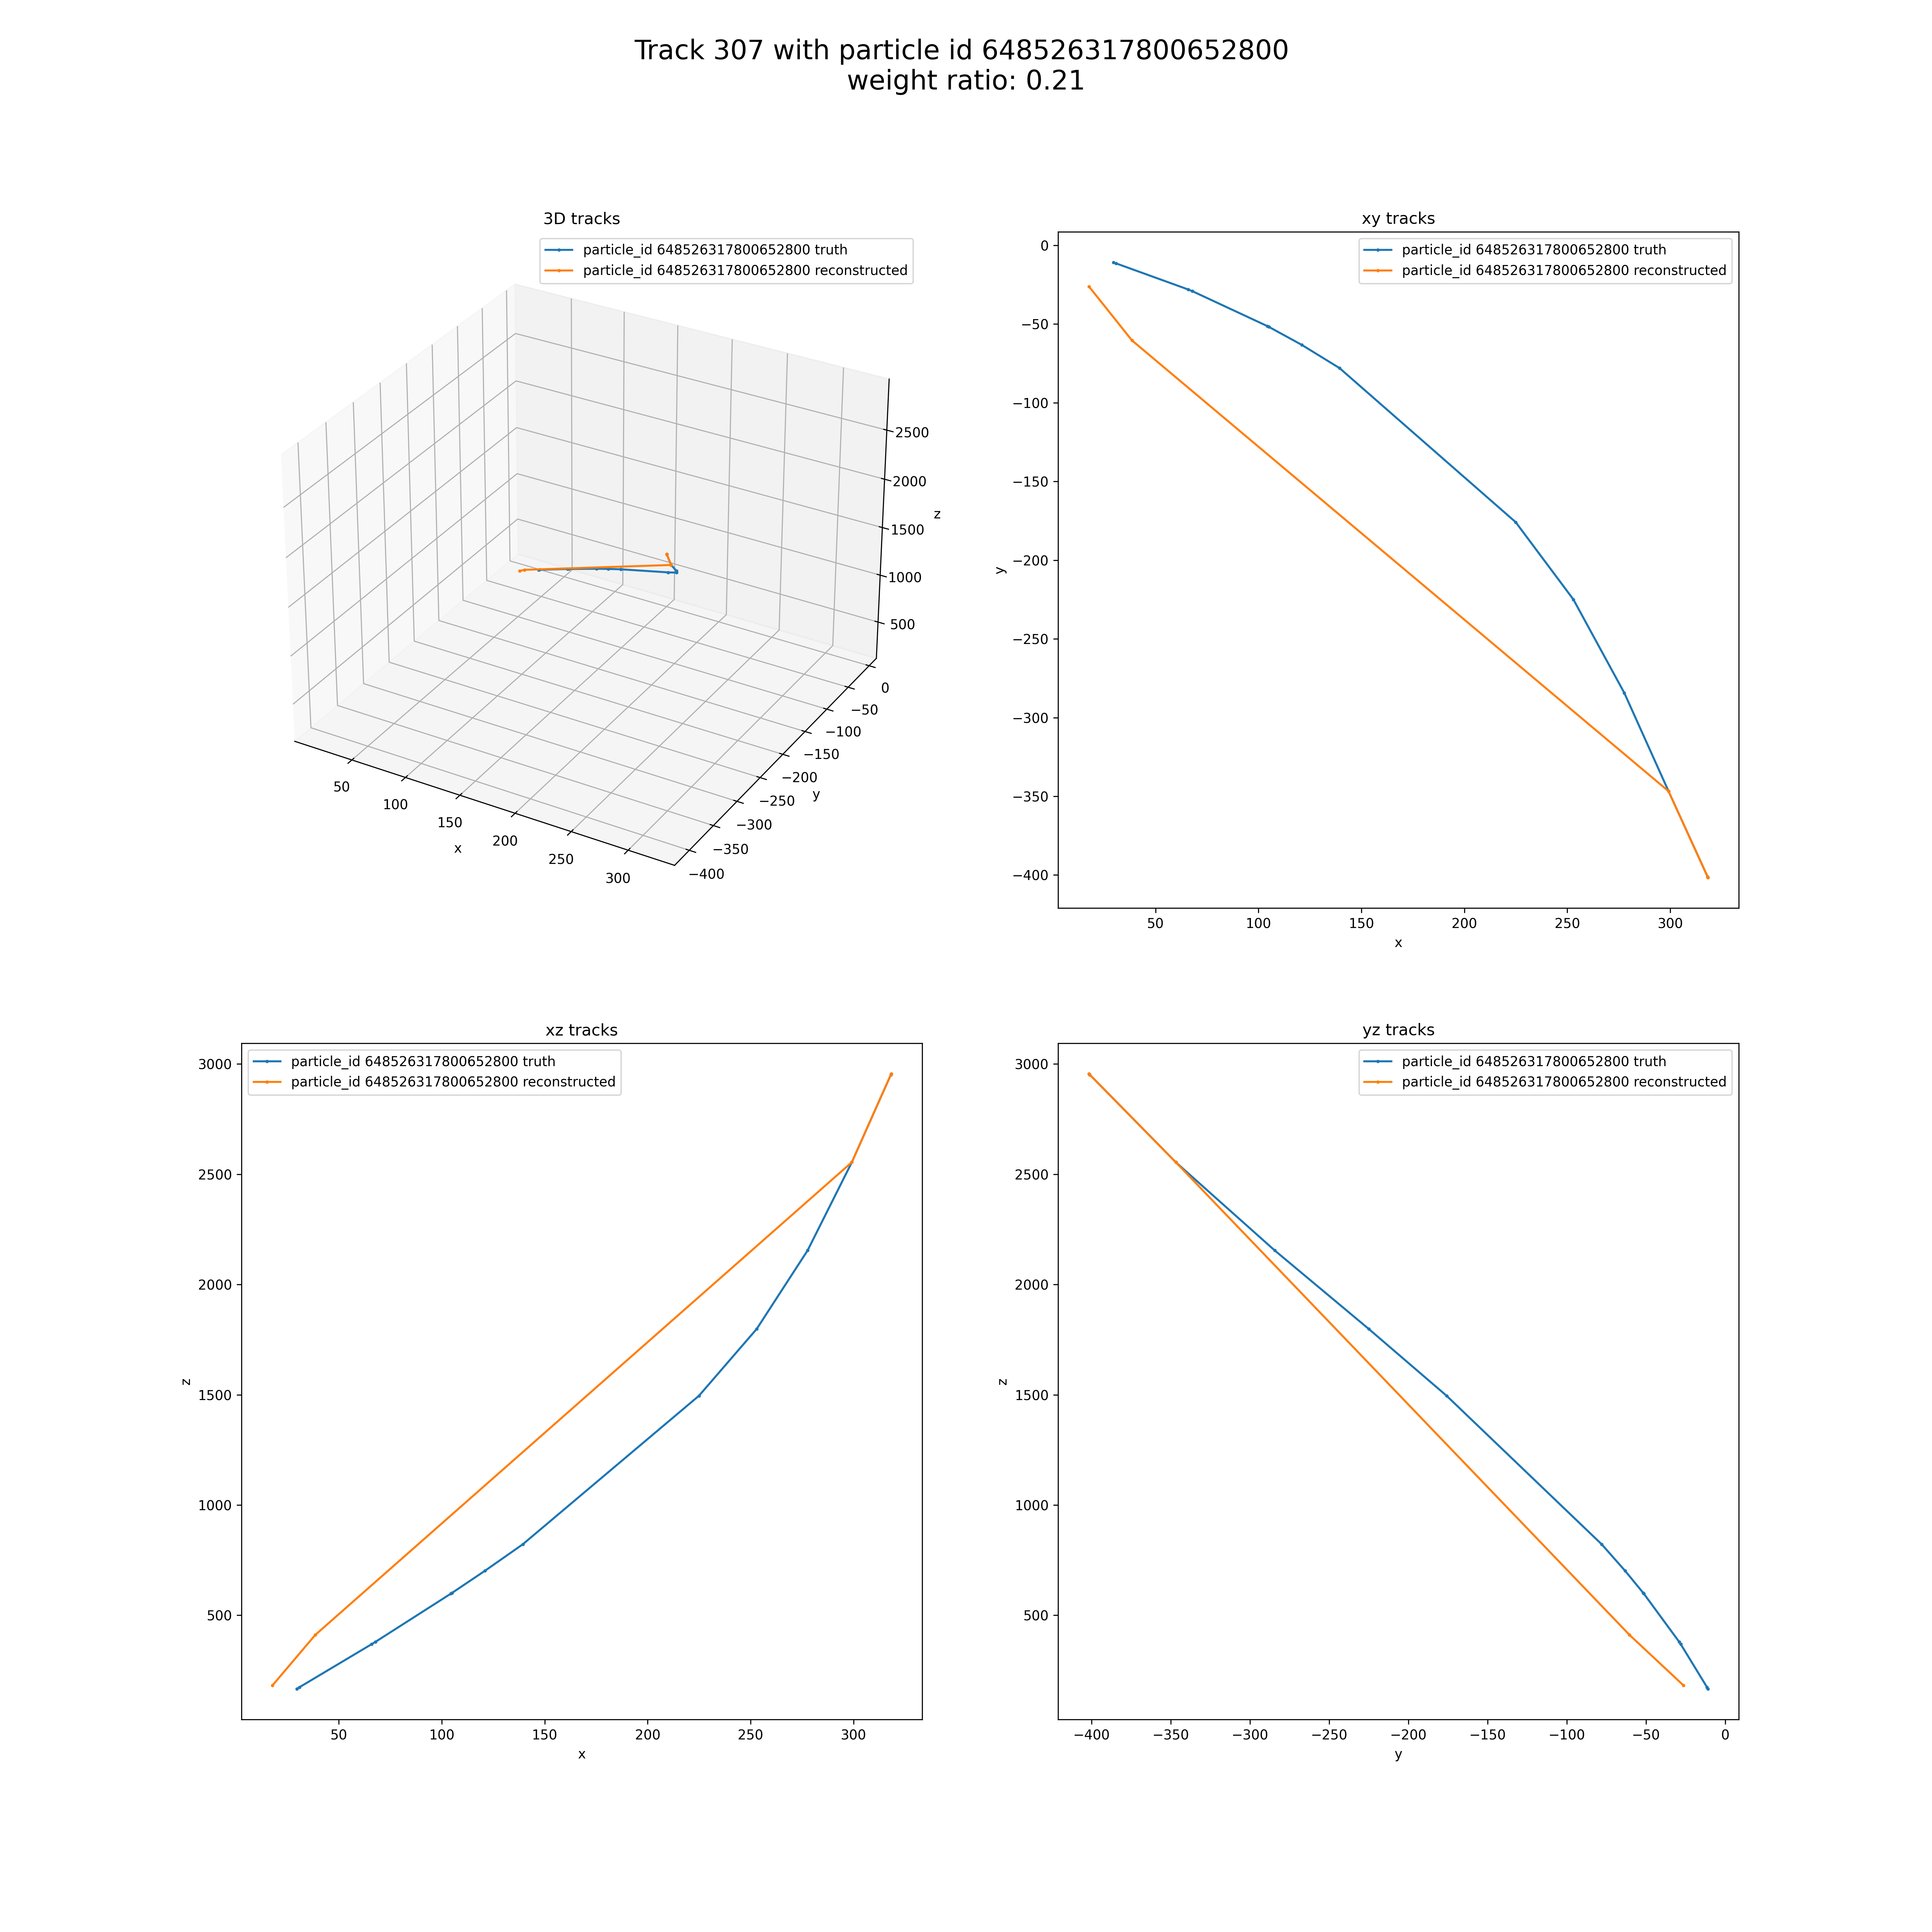 Track 307 with particle id 648526317800652800
weight ratio: 0.21
3D tracks
particle_id 648526317800652800 truth
particle_id 648526317800652800 reconstructed
2500
2000
z
1500
1000
500
0
−50
−100
−150
−200
y
−250
−300
−350
−400
50
100
150
x
200
250
300
xy tracks
particle_id 648526317800652800 truth
particle_id 648526317800652800 reconstructed
0
−50
−100
−150
−200
y
−250
−300
−350
−400
50 100 150 200 250 300
x
xz tracks
particle_id 648526317800652800 truth
particle_id 648526317800652800 reconstructed
3000
2500
2000
z
1500
1000
500
50 100 150 200 250 300
x
yz tracks
particle_id 648526317800652800 truth
particle_id 648526317800652800 reconstructed
3000
2500
2000
z
1500
1000
500
−400 −350 −300 −250 −200 −150 −100 −50 0
y